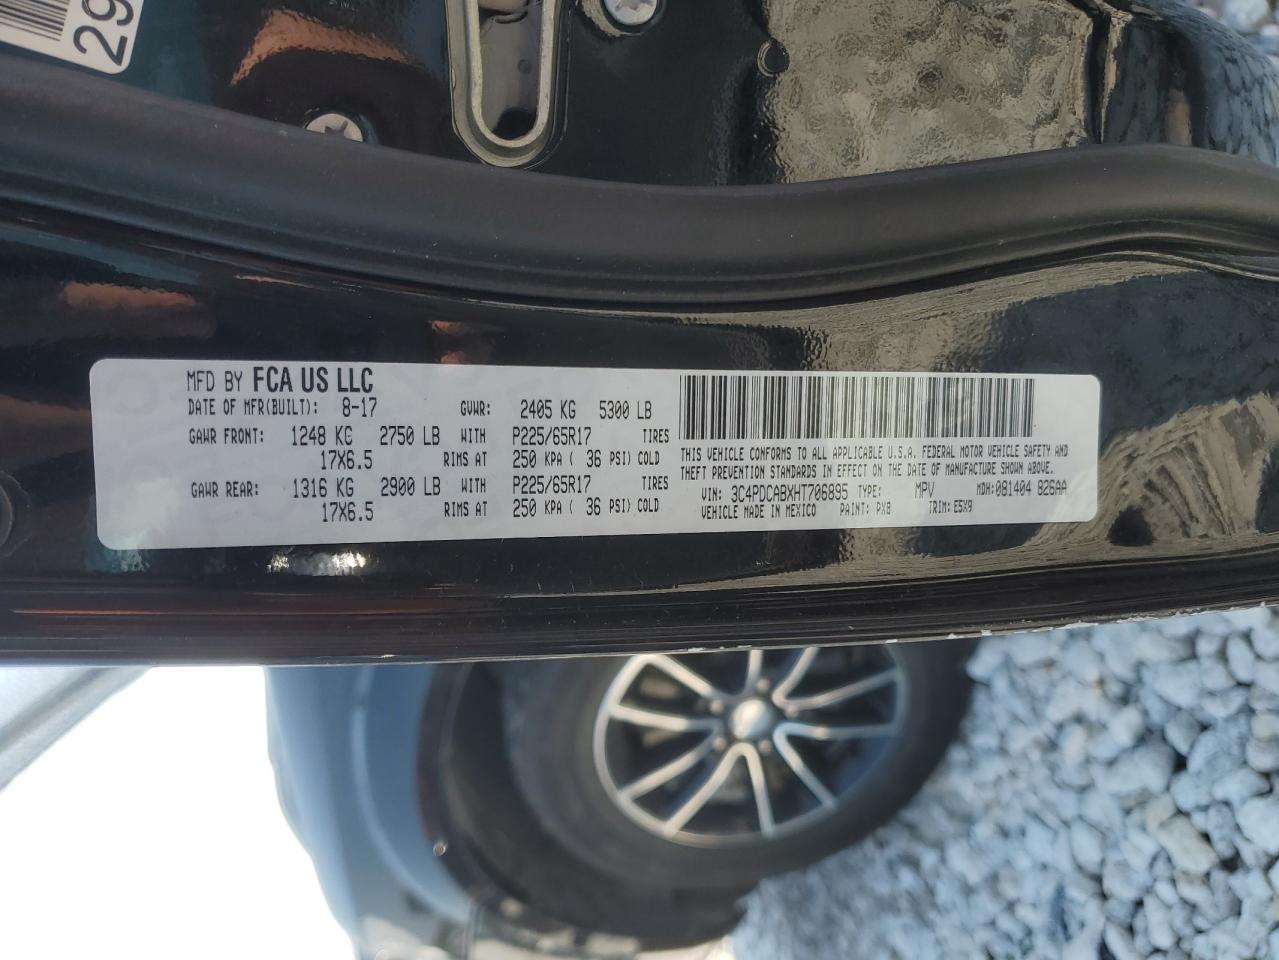 29
MFD BY FCA US LLC
DATE OF MFR(BUILT): 8-17 GVWR: 2405 KG 5300 LB
GAWR FRONT: 1248 KG 2750 LB WITH P225/65R17 TIRES
17X6.5 RIMS AT 250 KPA ( 36 PSI) COLD
GAWR REAR: 1316 KG 2900 LB WITH P225/65R17 TIRES
17X6.5 RIMS AT 250 KPA ( 36 PSI) COLD
THIS VEHICLE CONFORMS TO ALL APPLICABLE U.S.A. FEDERAL MOTOR VEHICLE SAFETY AND
THEFT PREVENTION STANDARDS IN EFFECT ON THE DATE OF MANUFACTURE SHOWN ABOVE.
VIN: 3C4PDCABXHT706895 TYPE: MPV MDH:081404 826AA
VEHICLE MADE IN MEXICO PAINT: PX8 TRIM: E5X9